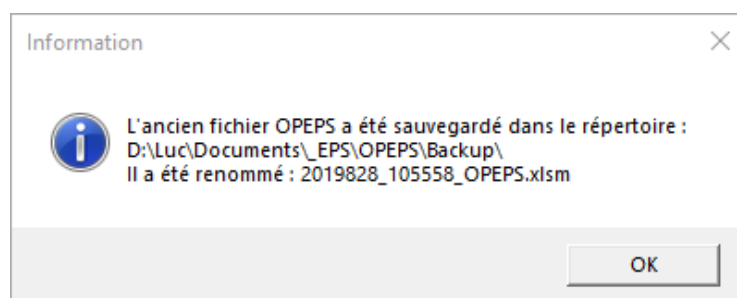 Information
L'ancien fichier OPEPS a été sauvegardé dans le répertoire :
D:\Luc\Documents\_EPS\OPEPS\Backup\
Il a été renommé : 2019828_105558_OPEPS.xlsm
OK